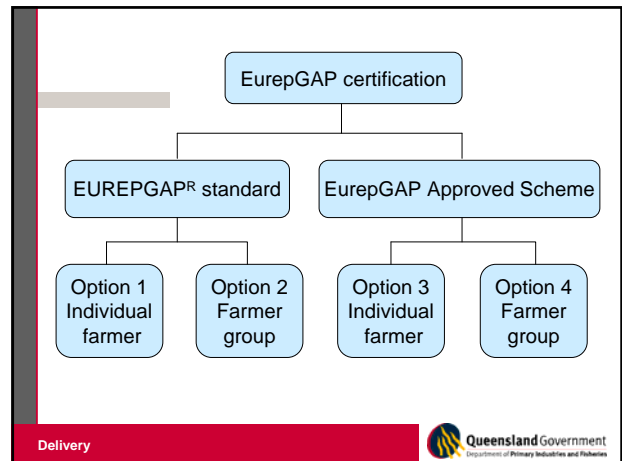 EurepGAP certification
EUREPGAPᴿ standard
EurepGAP Approved Scheme
Option 1
Individual
farmer
Option 2
Farmer
group
Option 3
Individual
farmer
Option 4
Farmer
group
Delivery
Queensland Government
Department of Primary Industries and Fisheries